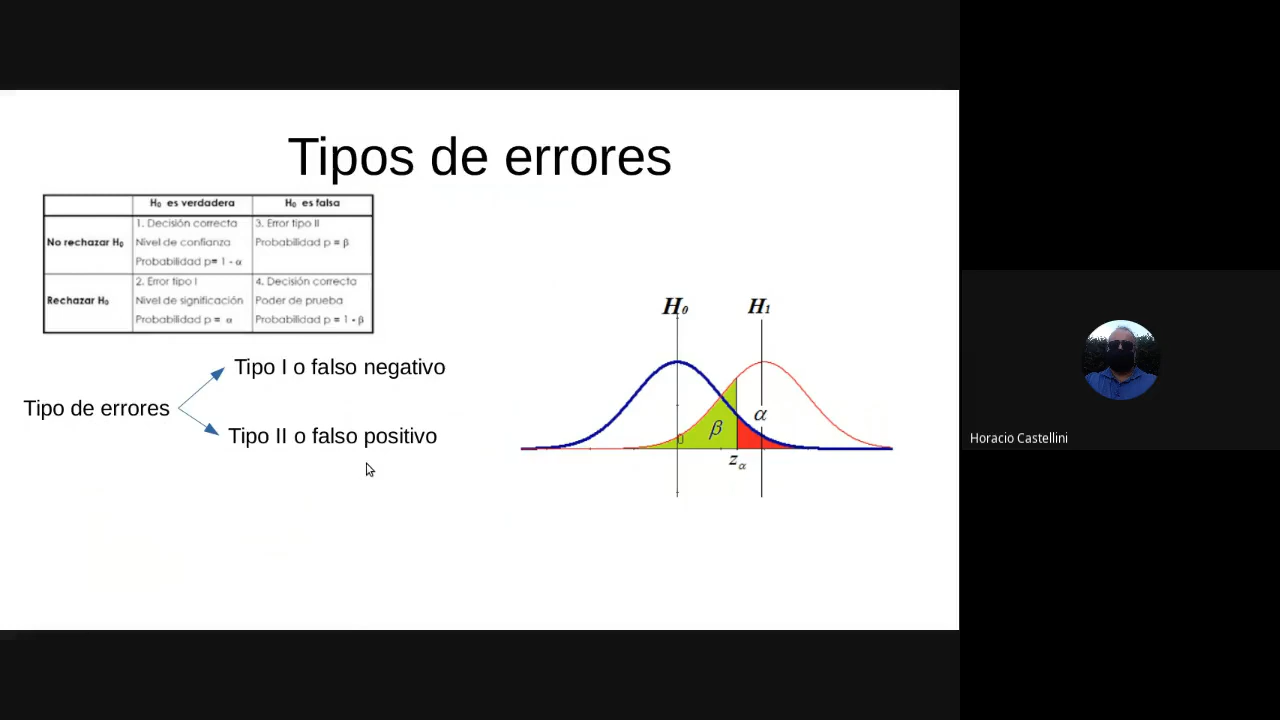 Tipos de errores
H₀ es verdadera H₀ es falsa
No rechazar H₀
1. Decisión correcta
Nivel de confianza
Probabilidad p= 1 - α
3. Error tipo II
Probabilidad p = β
Rechazar H₀
2. Error tipo I
Nivel de significación
Probabilidad p = α
4. Decisión correcta
Poder de prueba
Probabilidad p = 1 - β
Tipo de errores
Tipo I o falso negativo
Tipo II o falso positivo
H₀ H₁
α
β
0
zα
Horacio Castellini